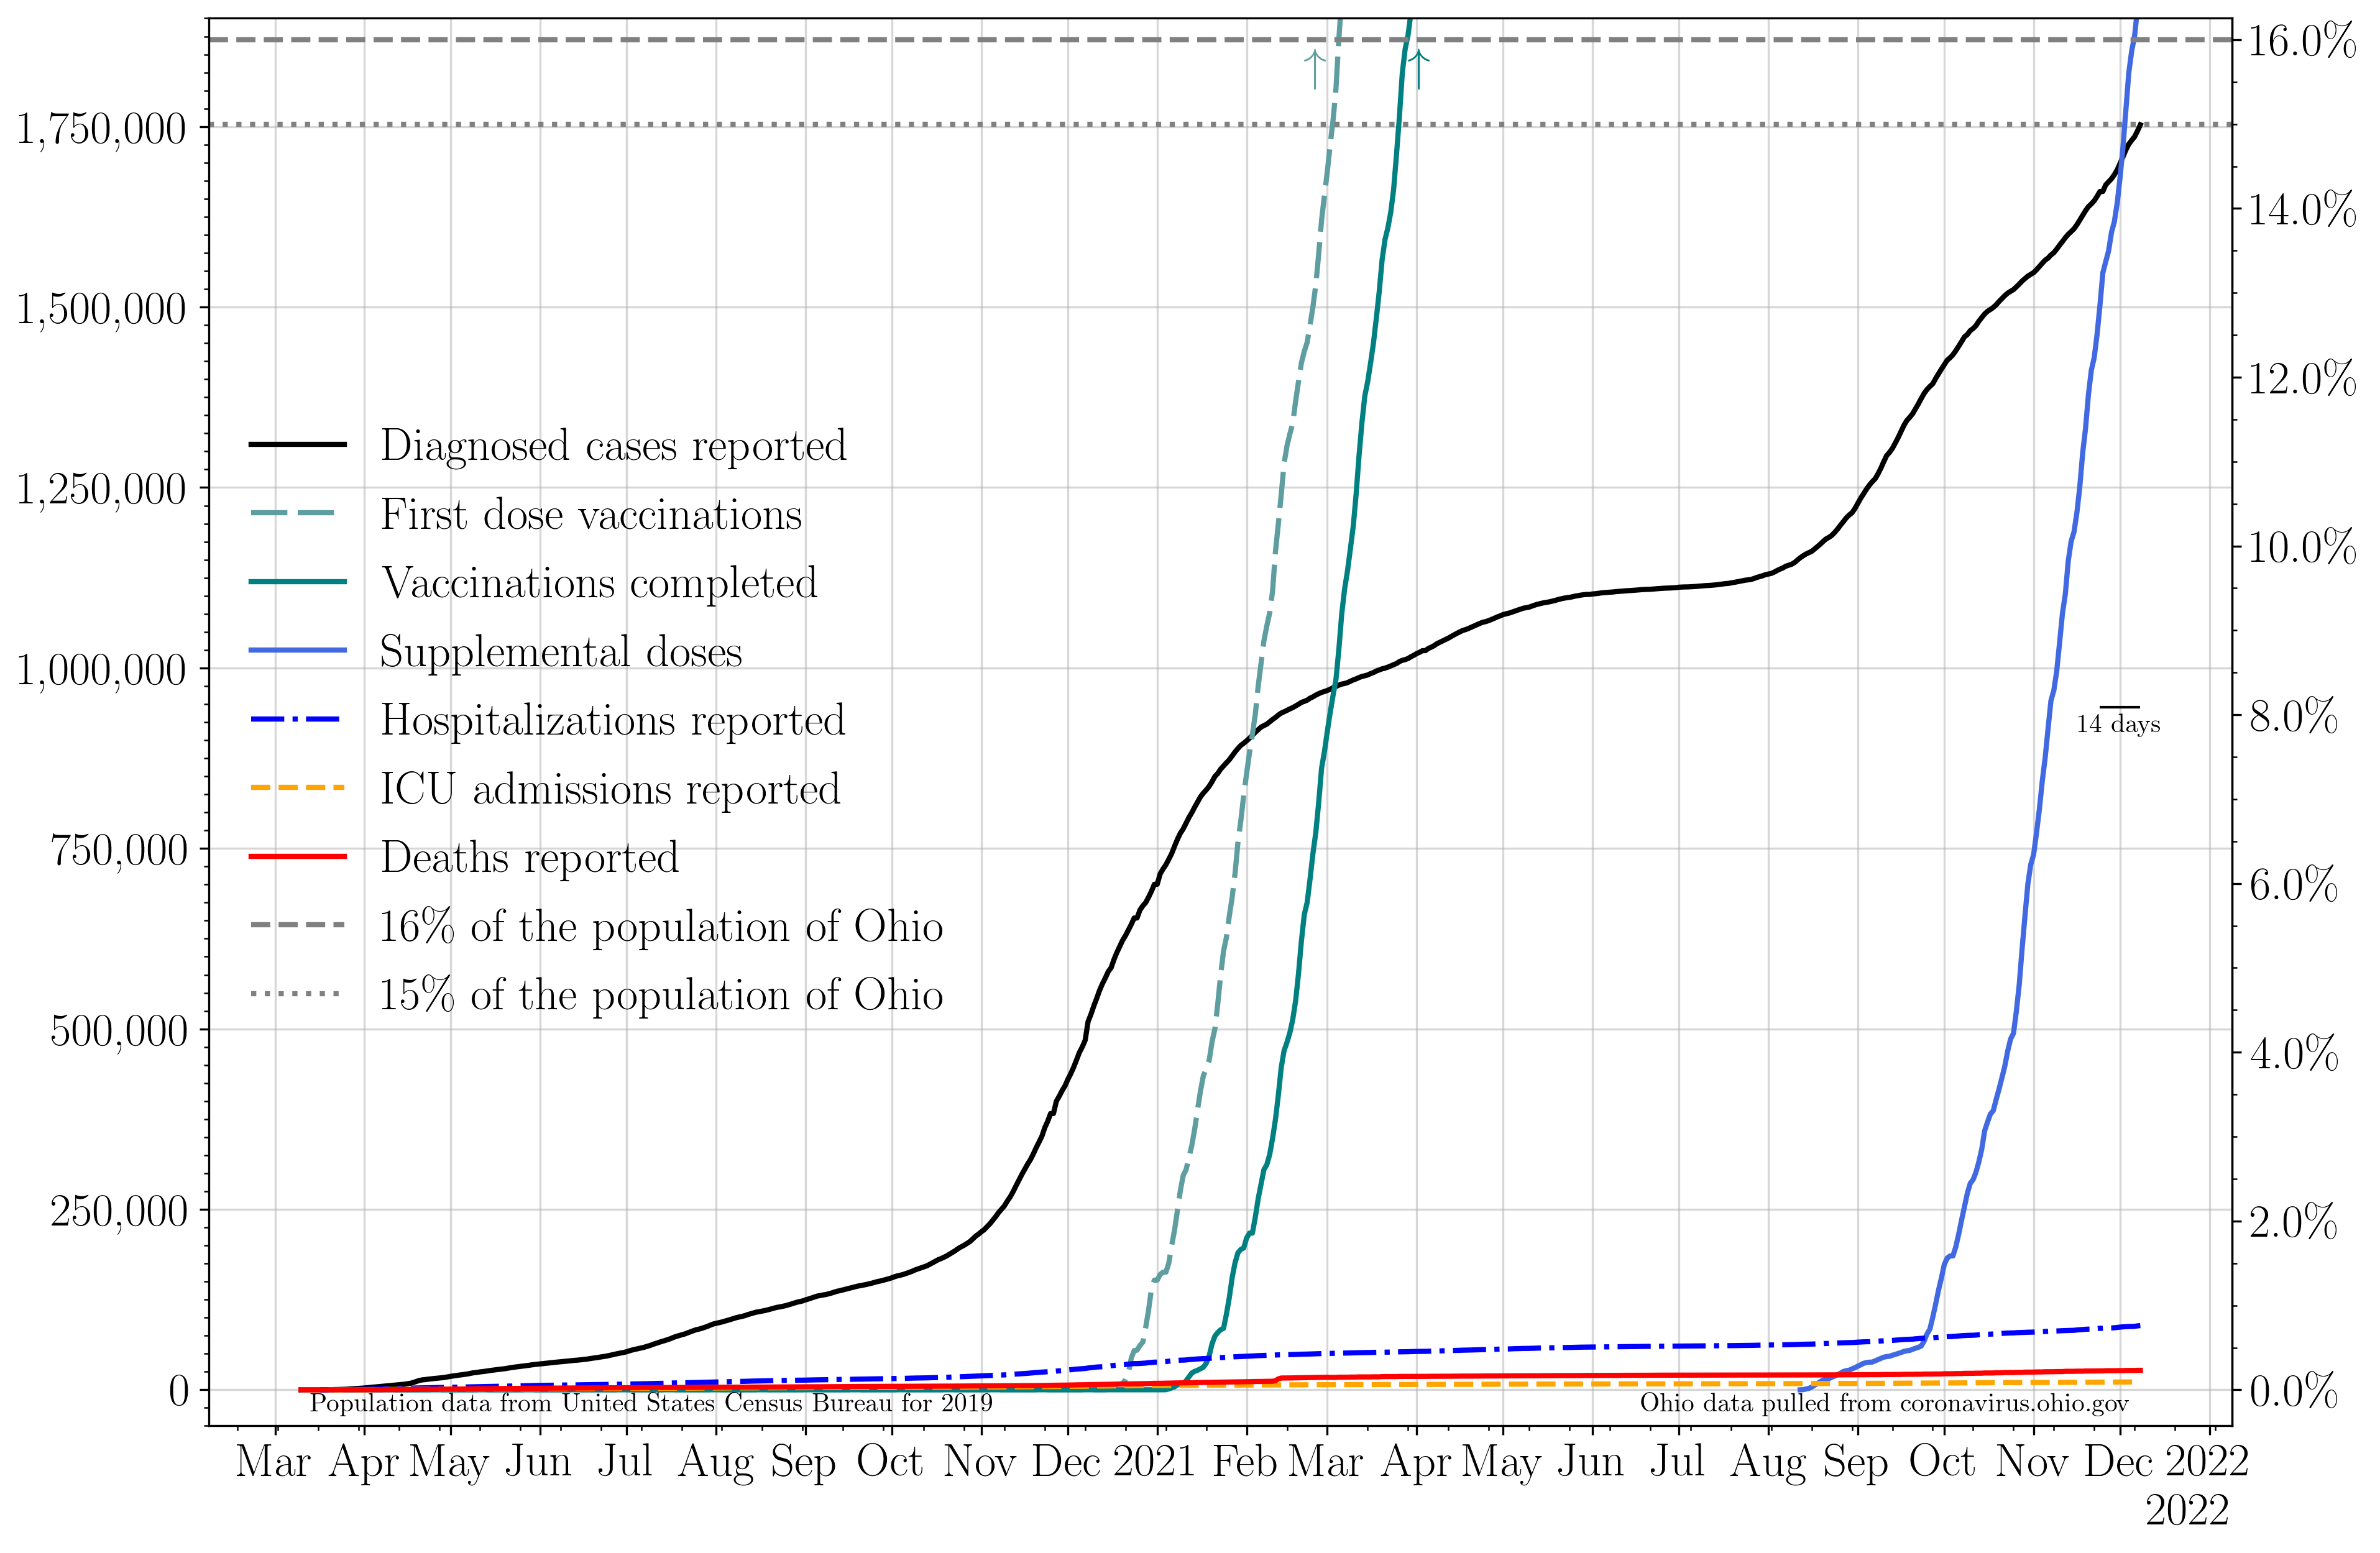 16.0%
1,750,000
14.0%
1,500,000
12.0%
Diagnosed cases reported
1,250,000
First dose vaccinations
10.0%
Vaccinations completed
Supplemental doses
1,000,000
Hospitalizations reported
8.0%
14 days
ICU admissions reported
750,000
Deaths reported
6.0%
16% of the population of Ohio
15% of the population of Ohio
500,000
4.0%
250,000
2.0%
0
0.0%
Population data from United States Census Bureau for 2019
Ohio data pulled from coronavirus.ohio.gov
Mar Apr May Jun Jul Aug Sep Oct Nov Dec 2021 Feb Mar Apr May Jun Jul Aug Sep Oct Nov Dec 2022
2022